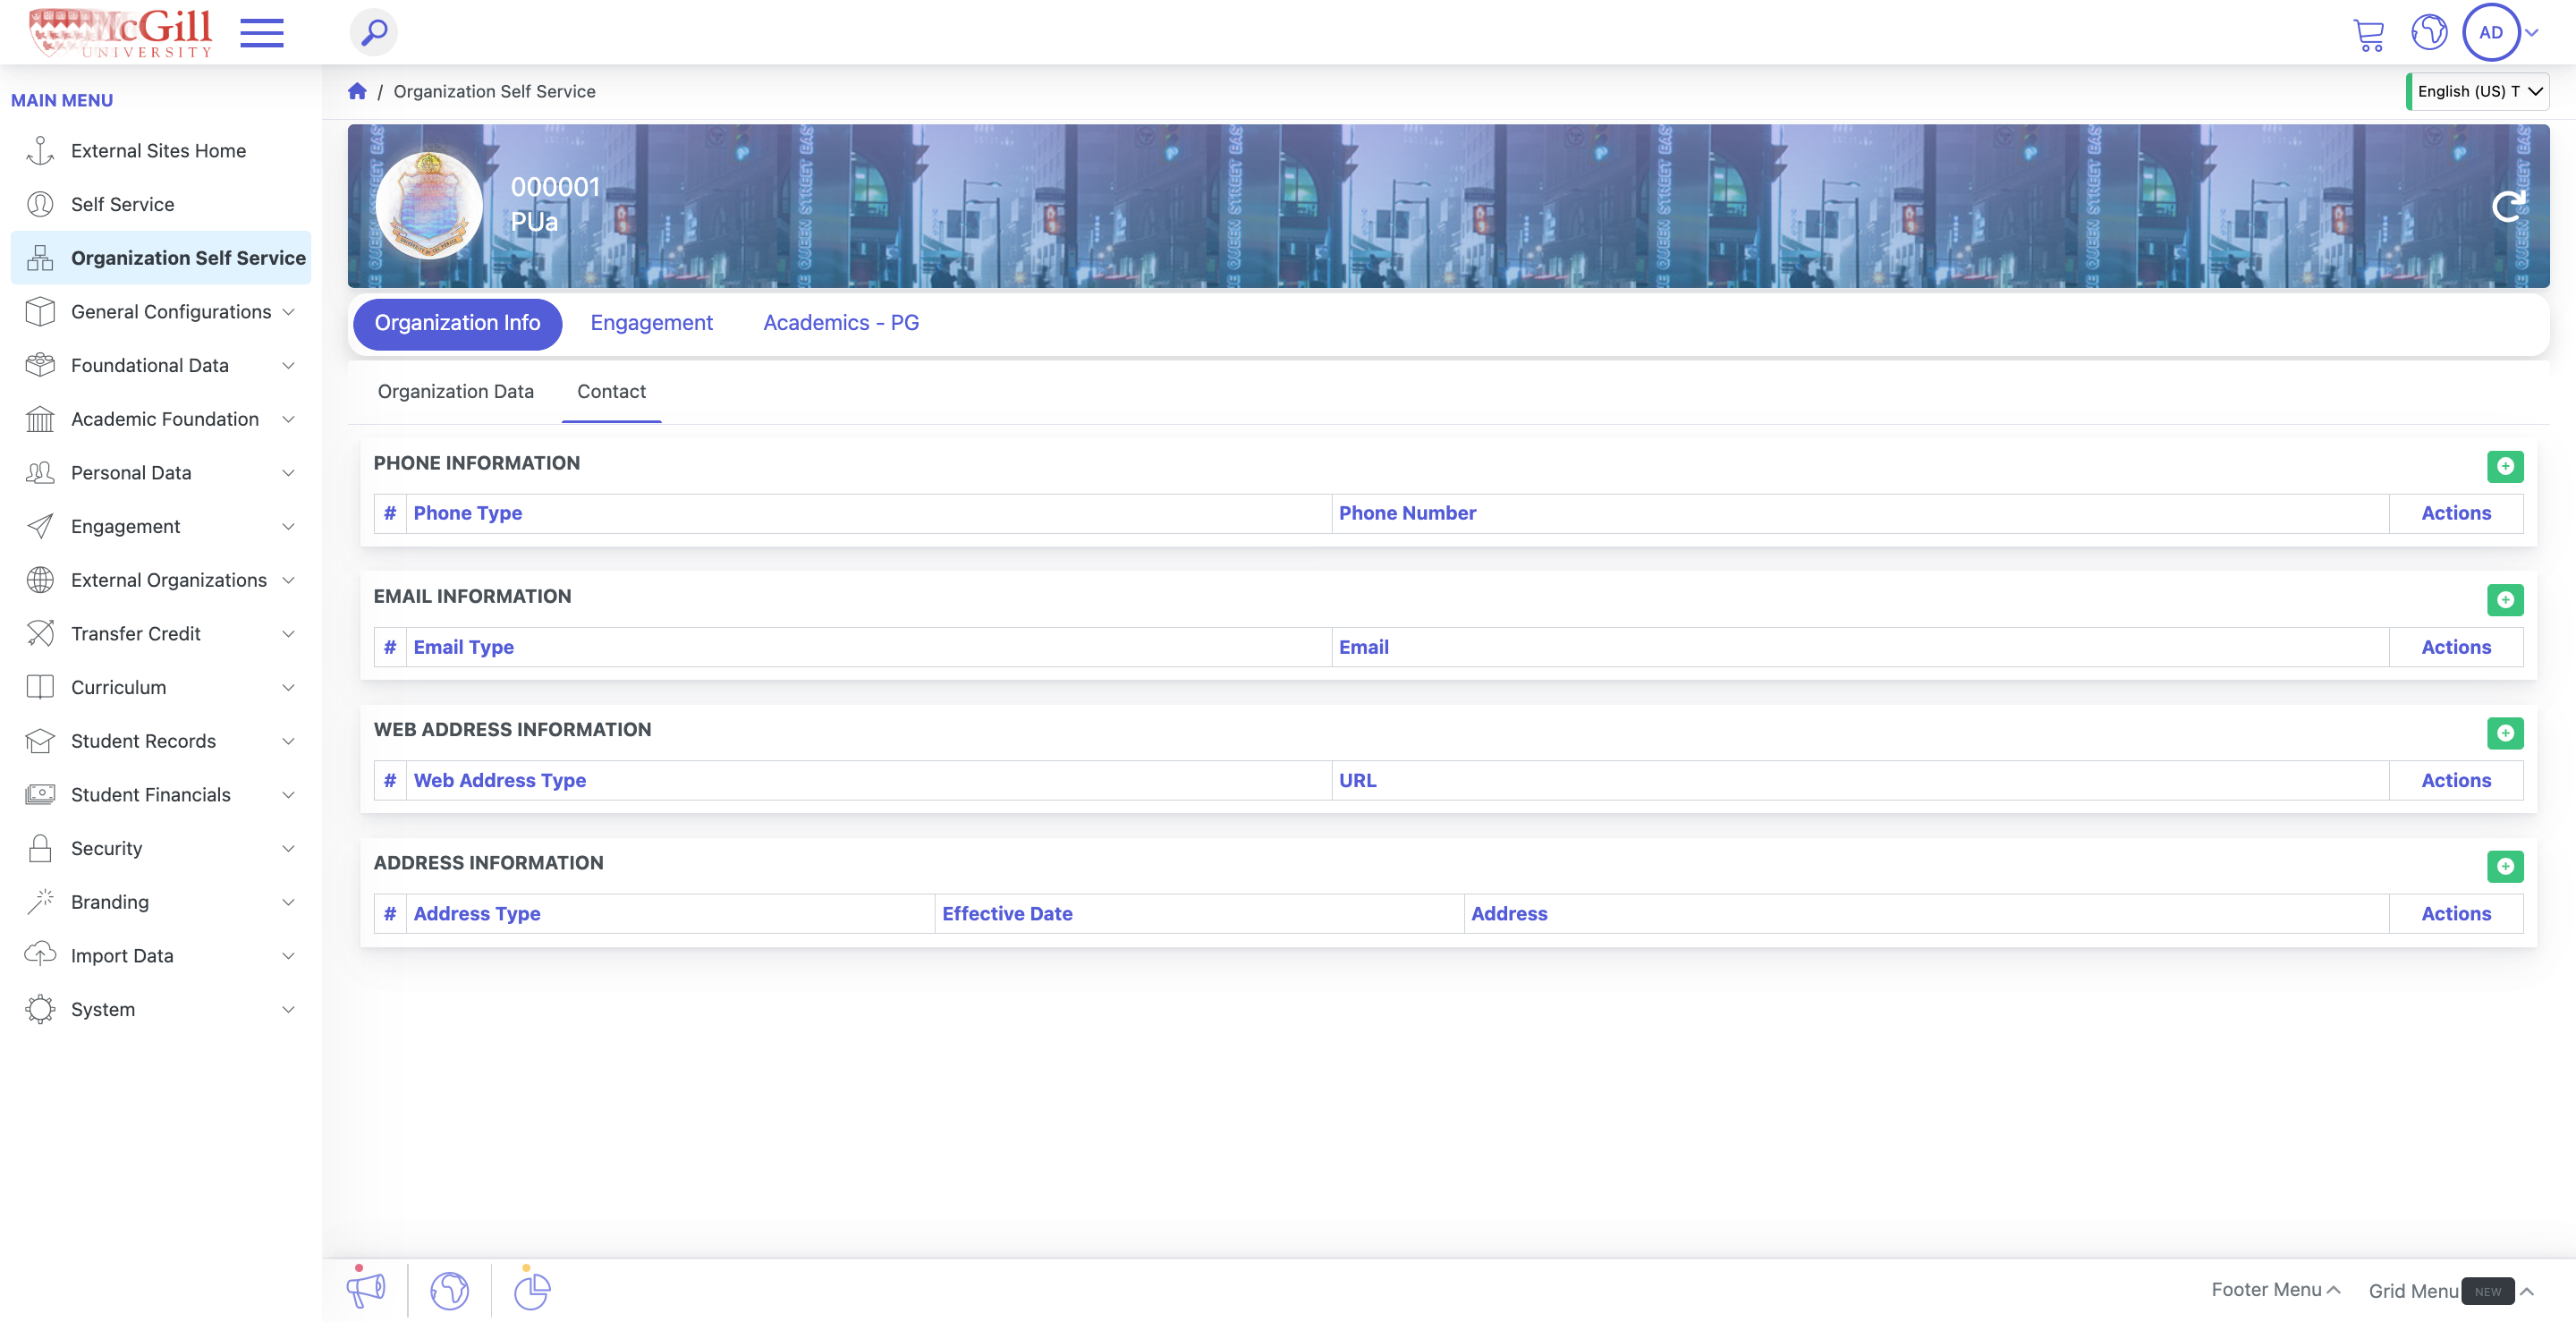 McGill
UNIVERSITY
AD
MAIN MENU
External Sites Home
Self Service
Organization Self Service
General Configurations
Foundational Data
Academic Foundation
Personal Data
Engagement
External Organizations
Transfer Credit
Curriculum
Student Records
Student Financials
Security
Branding
Import Data
System
/ Organization Self Service
English (US) T
000001
PUa
Organization Info
Engagement
Academics - PG
Organization Data
Contact
PHONE INFORMATION
# Phone Type Phone Number Actions
EMAIL INFORMATION
# Email Type Email Actions
WEB ADDRESS INFORMATION
# Web Address Type URL Actions
ADDRESS INFORMATION
# Address Type Effective Date Address Actions
Footer Menu
Grid Menu NEW